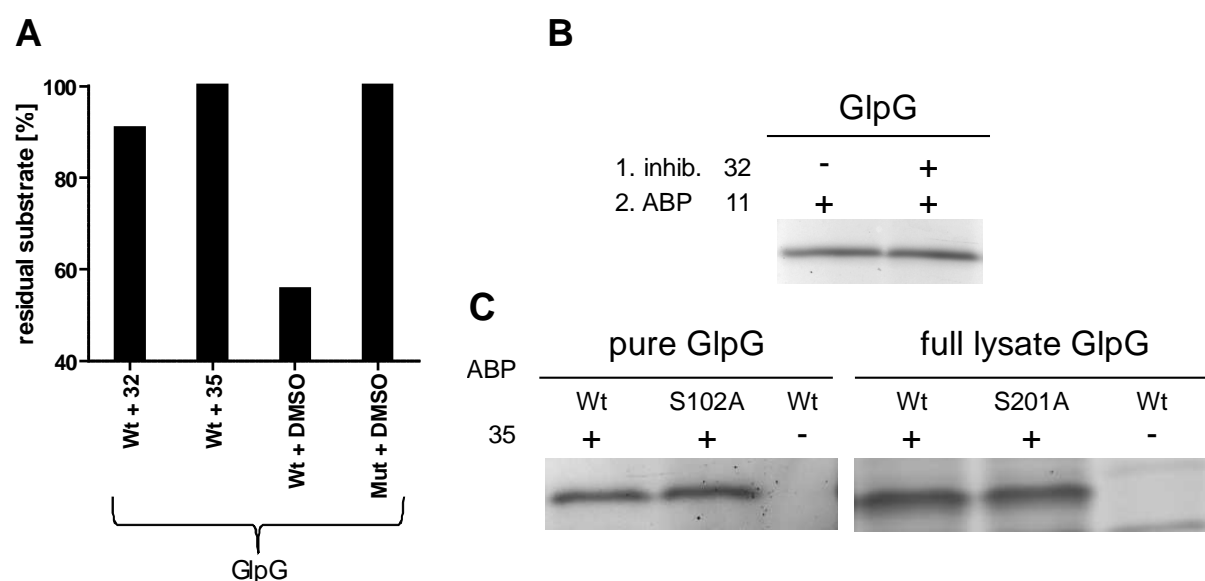 A
residual substrate [%]
100
80
60
40
Wt + 32
Wt + 35
Wt + DMSO
Mut + DMSO
GlpG
B
GlpG
1. inhib. 32 - +
2. ABP 11 + +
C
pure GlpG full lysate GlpG
ABP
Wt S102A Wt Wt S201A Wt
35 + + - + + -